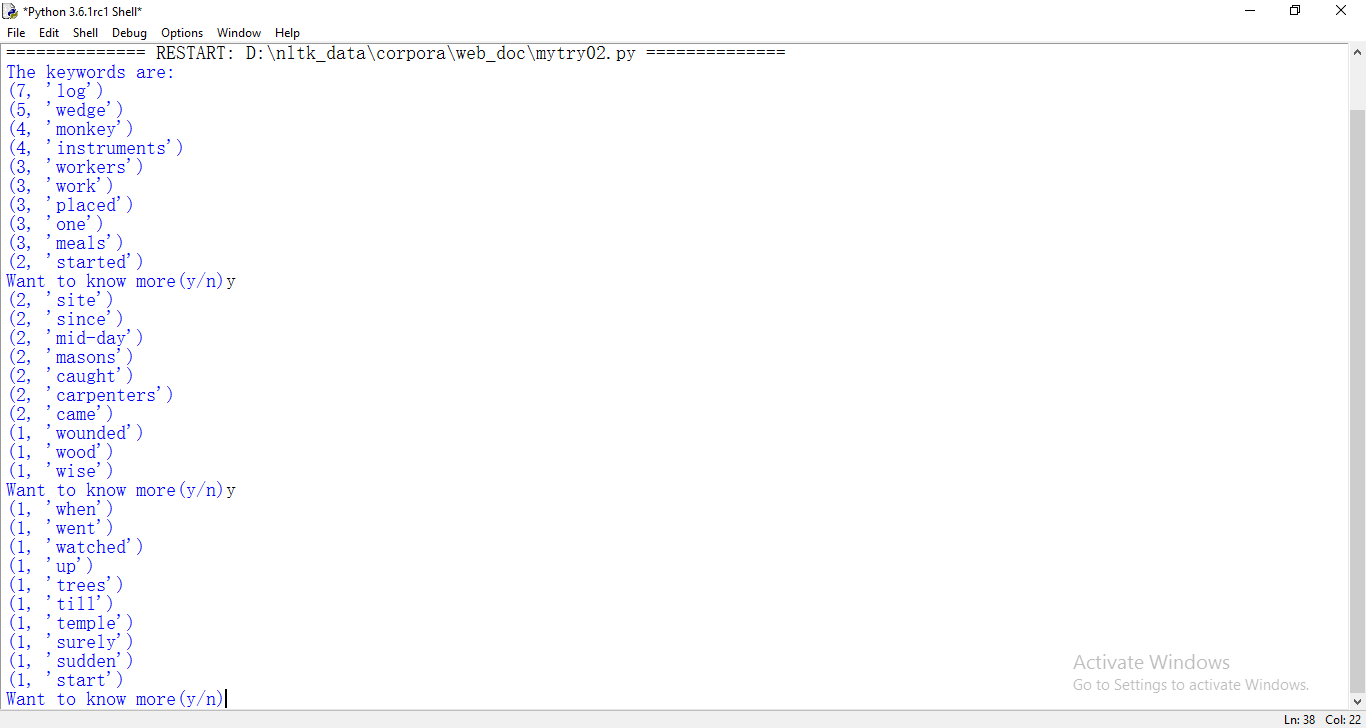 *Python 3.6.1rc1 Shell*
File Edit Shell Debug Options Window Help
============== RESTART: D:\nltk_data\corpora\web_doc\mytry02.py ==============
The keywords are:
(7, 'log')
(5, 'wedge')
(4, 'monkey')
(4, 'instruments')
(3, 'workers')
(3, 'work')
(3, 'placed')
(3, 'one')
(3, 'meals')
(2, 'started')
Want to know more(y/n)y
(2, 'site')
(2, 'since')
(2, 'mid-day')
(2, 'masons')
(2, 'caught')
(2, 'carpenters')
(2, 'came')
(1, 'wounded')
(1, 'wood')
(1, 'wise')
Want to know more(y/n)y
(1, 'when')
(1, 'went')
(1, 'watched')
(1, 'up')
(1, 'trees')
(1, 'till')
(1, 'temple')
(1, 'surely')
(1, 'sudden')
(1, 'start')
Want to know more(y/n)
Activate Windows
Go to Settings to activate Windows.
Ln: 38 Col: 22